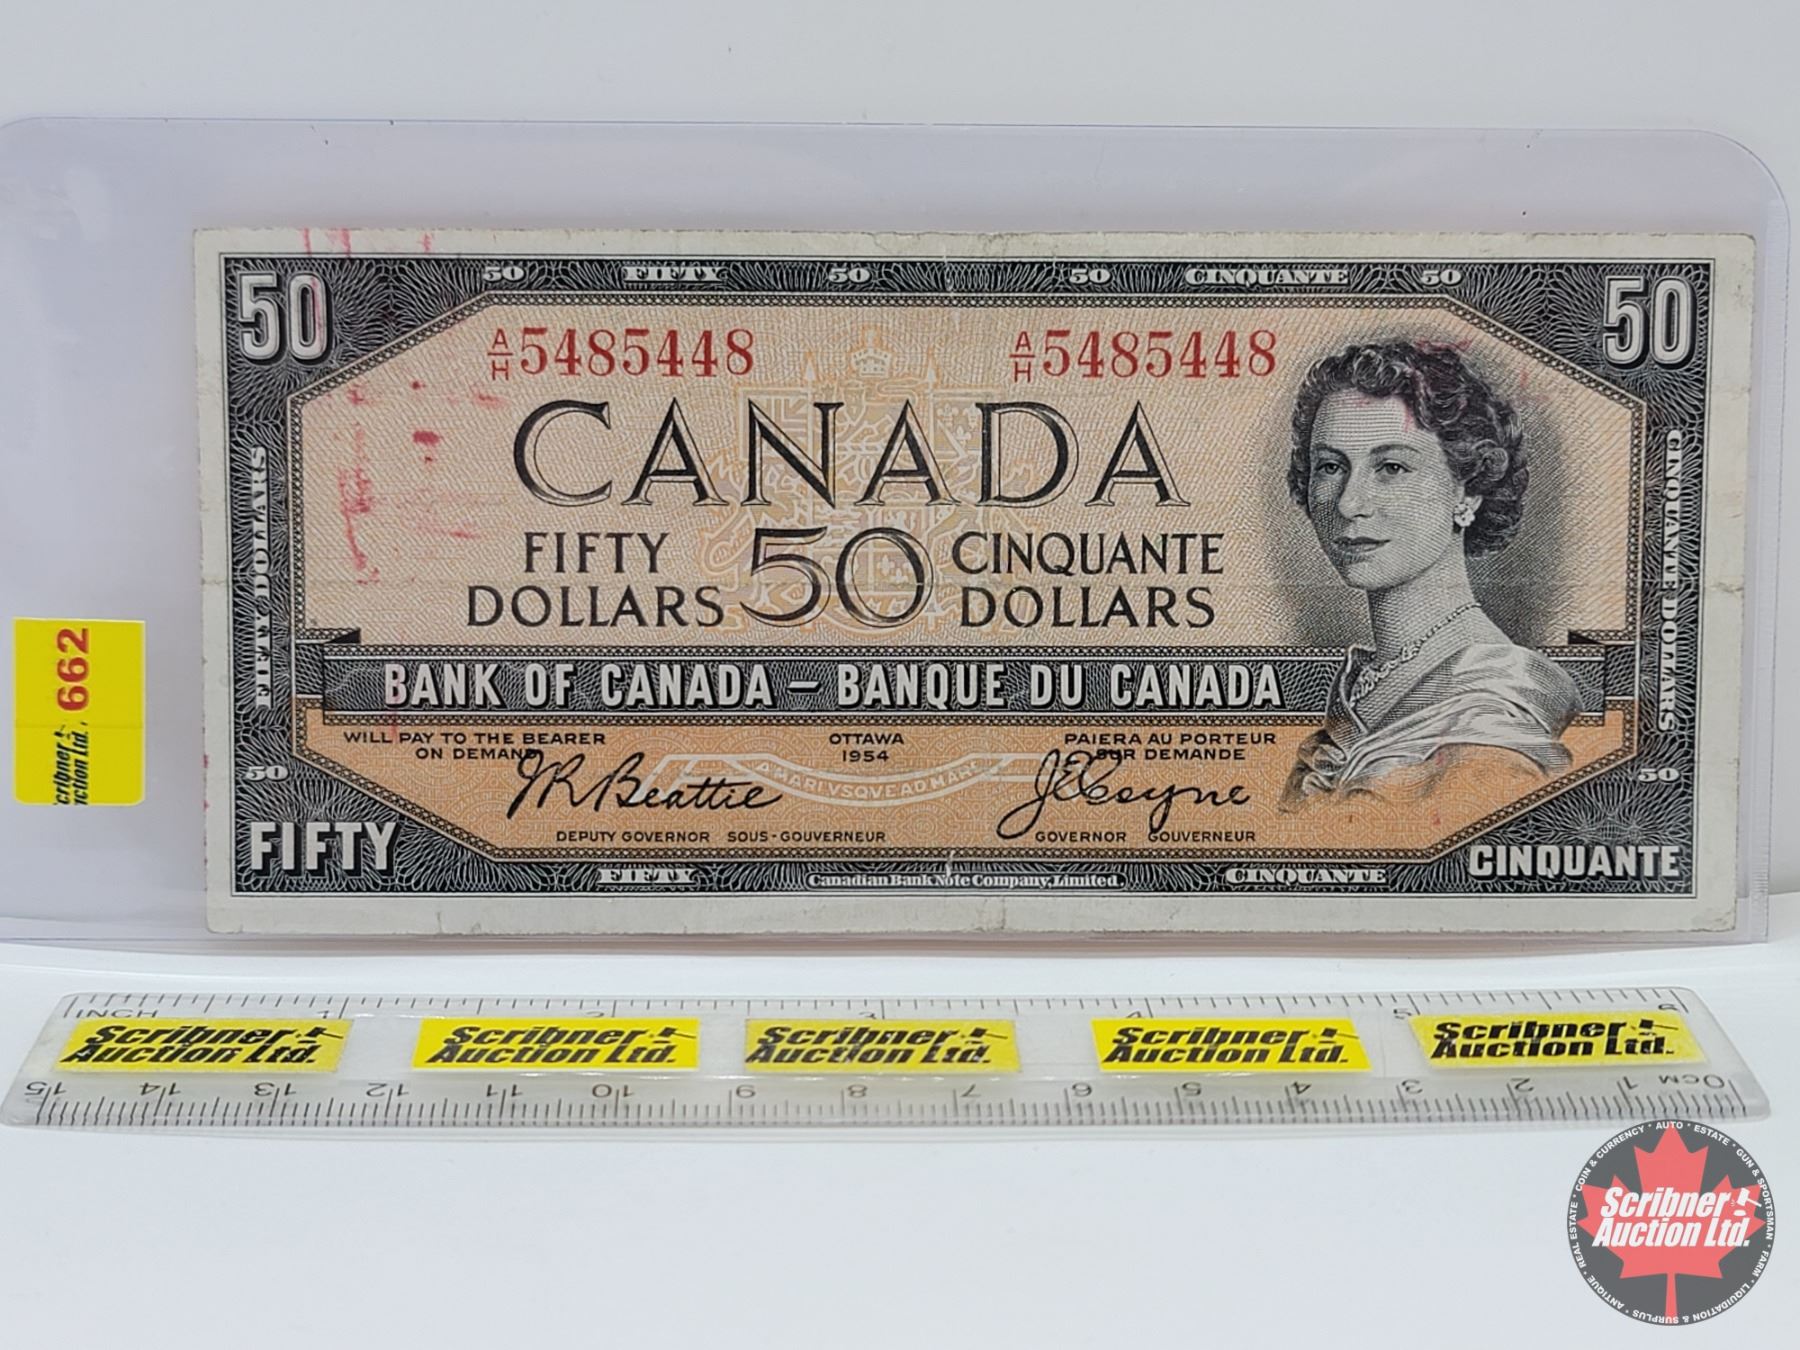 50 50 FIFTY 50 50 CINQUANTE 50 50
A/H 5485448 A/H 5485448
CANADA
FIFTY DOLLARS 50 CINQUANTE DOLLARS
FIFTY DOLLARS
CINQUANTE DOLLARS
BANK OF CANADA – BANQUE DU CANADA
WILL PAY TO THE BEARER ON DEMAND
OTTAWA
1954
PAIERA AU PORTEUR SUR DEMANDE
A MARI VSQVE AD MARE
J R Beattie
J E Coyne
DEPUTY GOVERNOR SOUS-GOUVERNEUR
GOVERNOR GOUVERNEUR
50 50
FIFTY CINQUANTE
FIFTY Canadian Bank Note Company, Limited CINQUANTE
662
cribner
uction Ltd.
INCH 1 2 3 4 5 6
Scribner Auction Ltd. Scribner Auction Ltd. Scribner Auction Ltd. Scribner Auction Ltd. Scribner Auction Ltd.
15 14 13 12 11 10 9 8 7 6 5 4 3 2 1 0CM
COIN & CURRENCY • AUTO • ESTATE • GUN & SPORTSMAN • FARM • LIQUIDATION & SURPLUS • ANTIQUE • REAL ESTATE
Scribner
Auction Ltd.